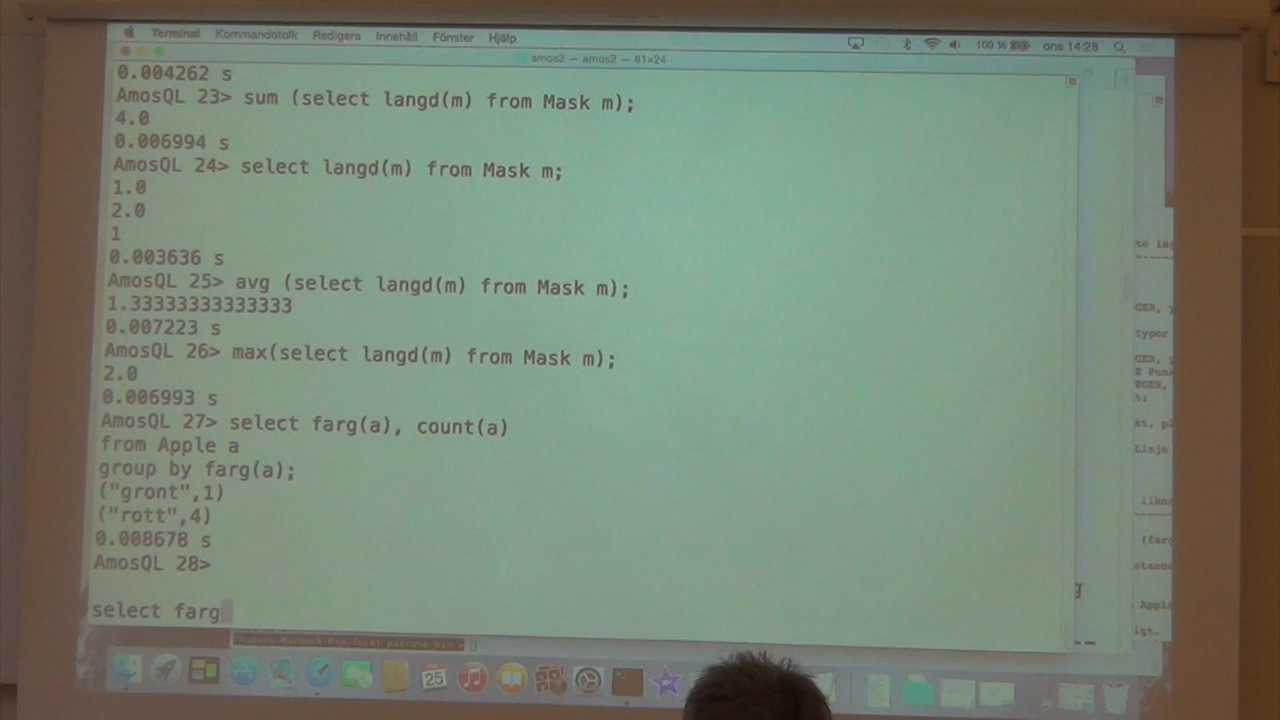 Terminal Kommandotolk Redigera Innehåll Fönster Hjälp 100 % ons 14:28
amos2 — amos2 — 81×24
0.004262 s
AmosQL 23> sum (select langd(m) from Mask m);
4.0
0.006994 s
AmosQL 24> select langd(m) from Mask m;
1.0
2.0
1
0.003636 s
AmosQL 25> avg (select langd(m) from Mask m);
1.33333333333333
0.007223 s
AmosQL 26> max(select langd(m) from Mask m);
2.0
0.006993 s
AmosQL 27> select farg(a), count(a)
from Apple a
group by farg(a);
("gront",1)
("rott",4)
0.008678 s
AmosQL 28>
select farg
25